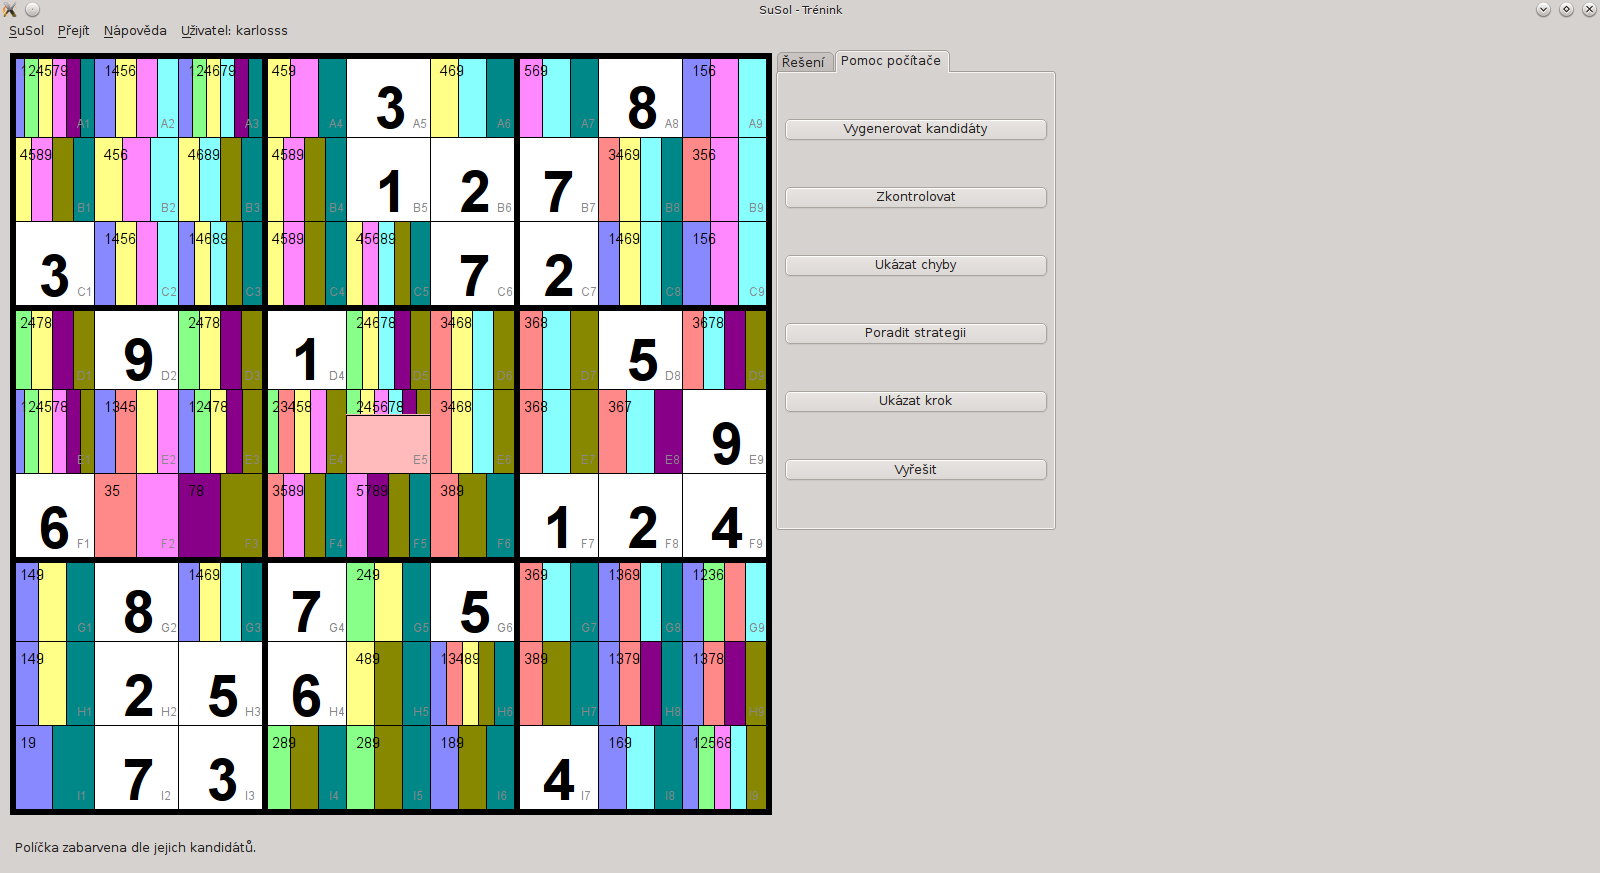 SuSol - Trénink
SuSol Přejít Nápověda Uživatel: karlosss
Řešení Pomoc počítače
124579 A1 1456 A2 124679 A3 459 A4 3 A5 469 A6 569 A7 8 A8 156 A9
4589 B1 456 B2 4689 B3 4589 B4 1 B5 2 B6 7 B7 3469 B8 356 B9
3 C1 1456 C2 14689 C3 4589 C4 45689 C5 7 C6 2 C7 1469 C8 156 C9
2478 D1 9 D2 2478 D3 1 D4 24678 D5 3468 D6 368 D7 5 D8 3678 D9
124578 E1 1345 E2 12478 E3 23458 E4 245678 E5 3468 E6 368 E7 367 E8 9 E9
6 F1 35 F2 78 F3 3589 F4 5789 F5 389 F6 1 F7 2 F8 4 F9
149 G1 8 G2 1469 G3 7 G4 249 G5 5 G6 369 G7 1369 G8 1236 G9
149 H1 2 H2 5 H3 6 H4 489 H5 13489 H6 389 H7 1379 H8 1378 H9
19 I1 7 I2 3 I3 289 I4 289 I5 189 I6 4 I7 169 I8 12568 I9
Vygenerovat kandidáty
Zkontrolovat
Ukázat chyby
Poradit strategii
Ukázat krok
Vyřešit
Políčka zabarvena dle jejich kandidátů.